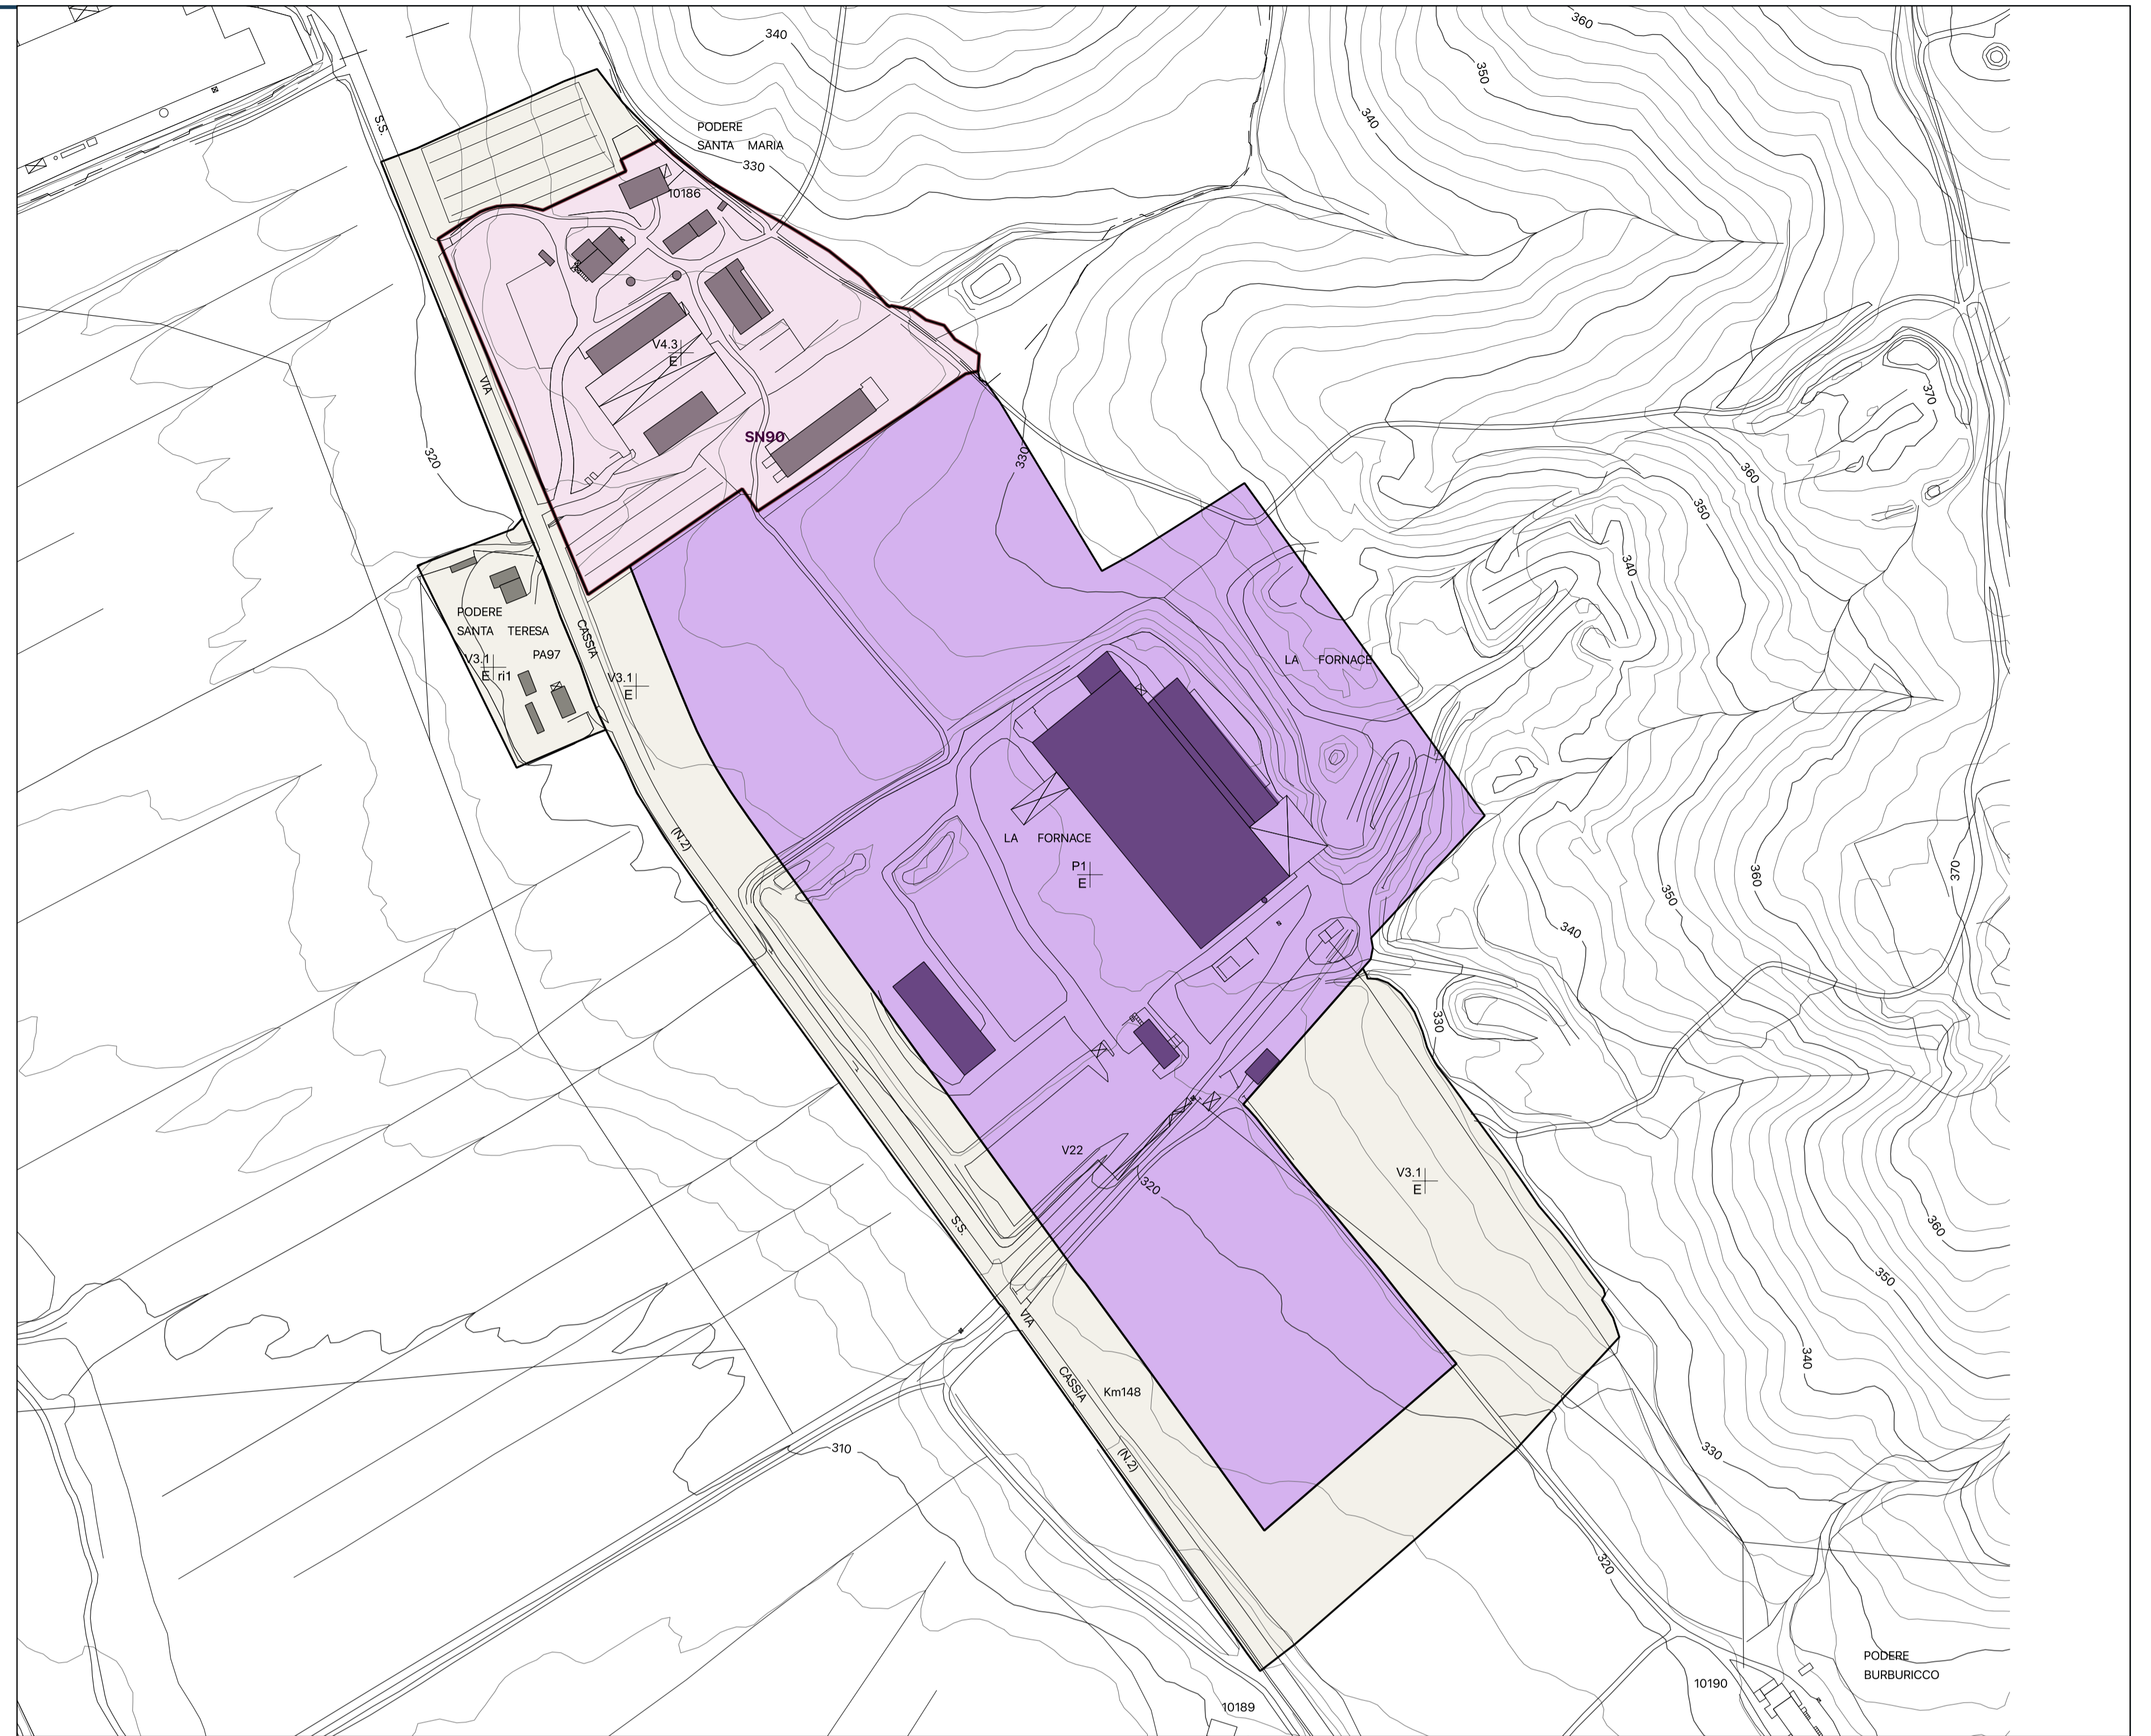 360
340
350
340
S.S.
PODERE
SANTA MARIA
330
10186
V4.3
E
VIA
370
SN90
320
330
360
350
340
PODERE
SANTA TERESA
CASSIA
PA97
V3.1
E ri1
V3.1
E
LA FORNACE
(N.2)
LA FORNACE
P1
E
360
370
350
340
330
V22
V3.1
E
320
S.S.
360
350
VIA
340
CASSIA
Km148
310
(N.2)
330
320
PODERE
BURBURICCO
10190
10189